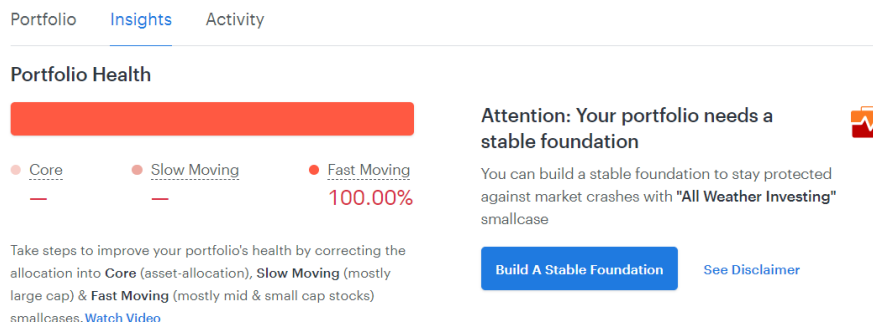 Portfolio Insights Activity
Portfolio Health
Core Slow Moving Fast Moving
— — 100.00%
Take steps to improve your portfolio's health by correcting the
allocation into Core (asset-allocation), Slow Moving (mostly
large cap) & Fast Moving (mostly mid & small cap stocks)
smallcases. Watch Video
Attention: Your portfolio needs a
stable foundation
You can build a stable foundation to stay protected
against market crashes with "All Weather Investing"
smallcase
Build A Stable Foundation See Disclaimer